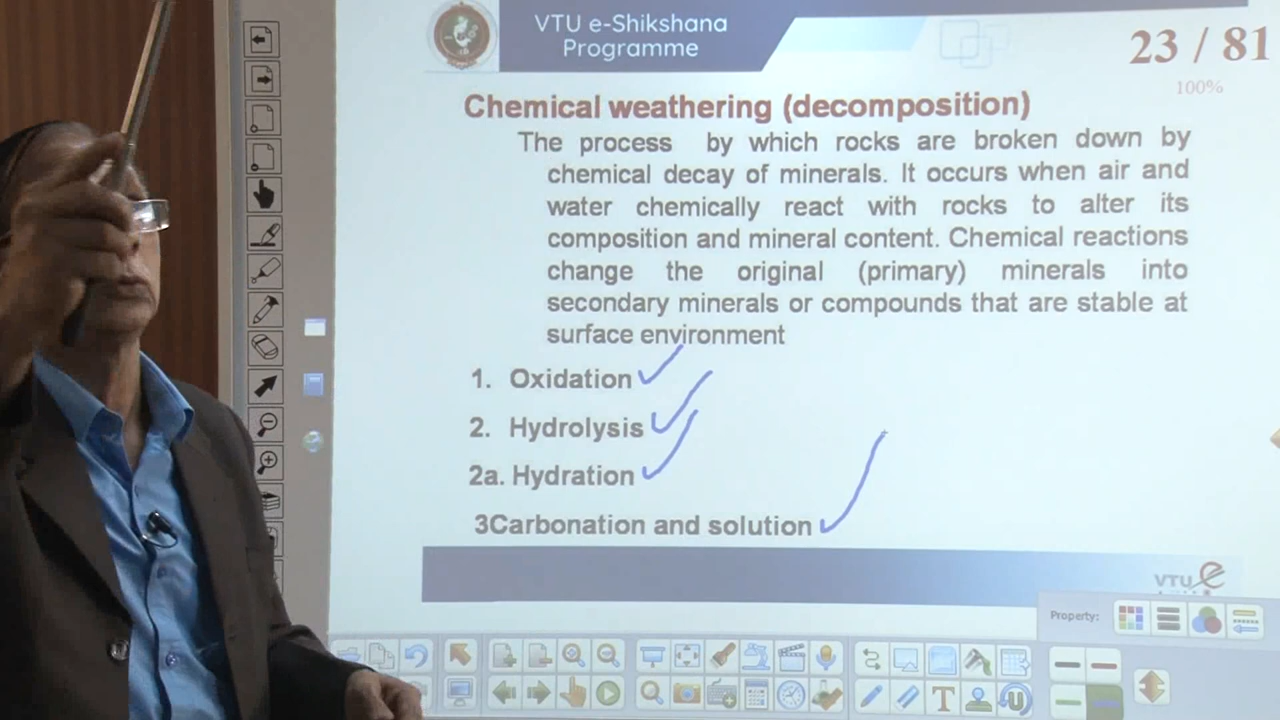 VTU e-Shikshana
Programme
23 / 81
100%
Chemical weathering (decomposition)
The process by which rocks are broken down by
chemical decay of minerals. It occurs when air and
water chemically react with rocks to alter its
composition and mineral content. Chemical reactions
change the original (primary) minerals into
secondary minerals or compounds that are stable at
surface environment
1. Oxidation
2. Hydrolysis
2a. Hydration
3Carbonation and solution
VTU e
Property: